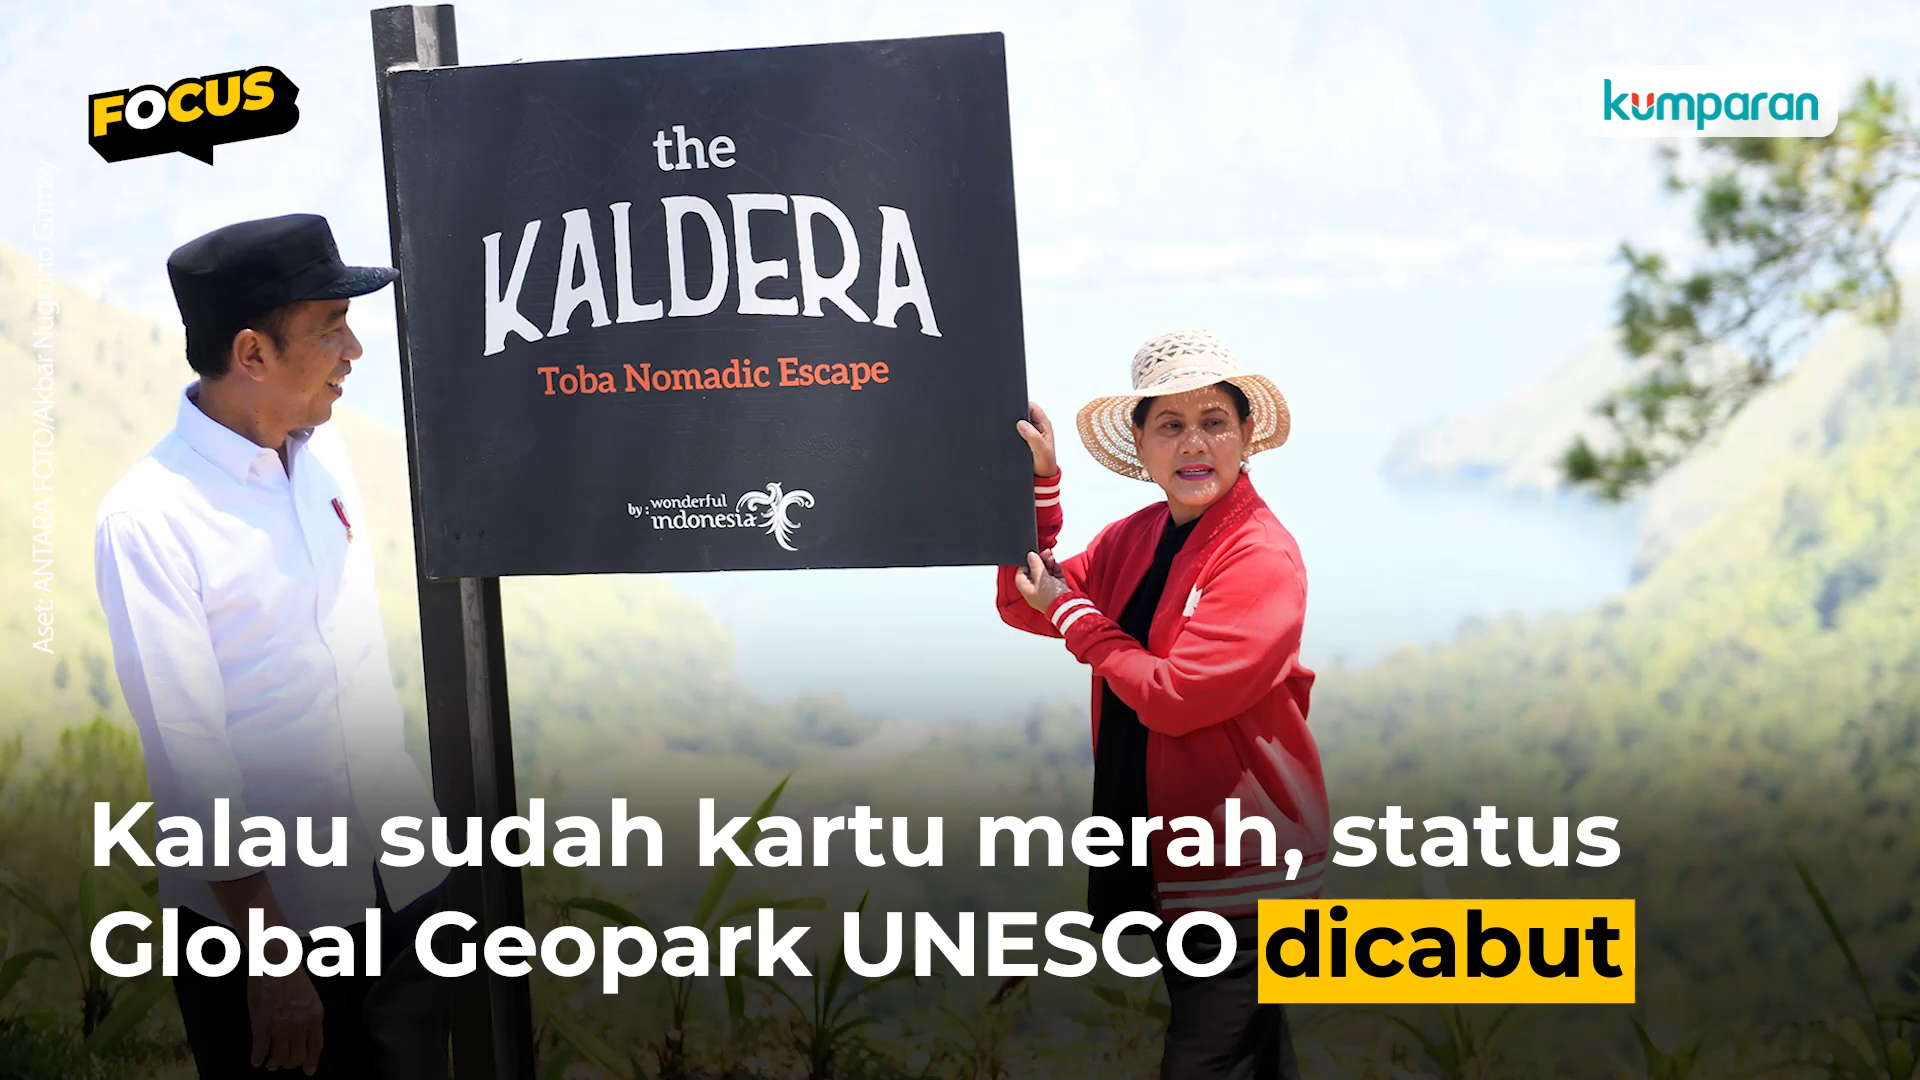 FOCUS
kumparan
Aset: ANTARA FOTO/Akbar Nugroho Gumay
the
KALDERA
Toba Nomadic Escape
by: wonderful
indonesia
Kalau sudah kartu merah, status
Global Geopark UNESCO dicabut